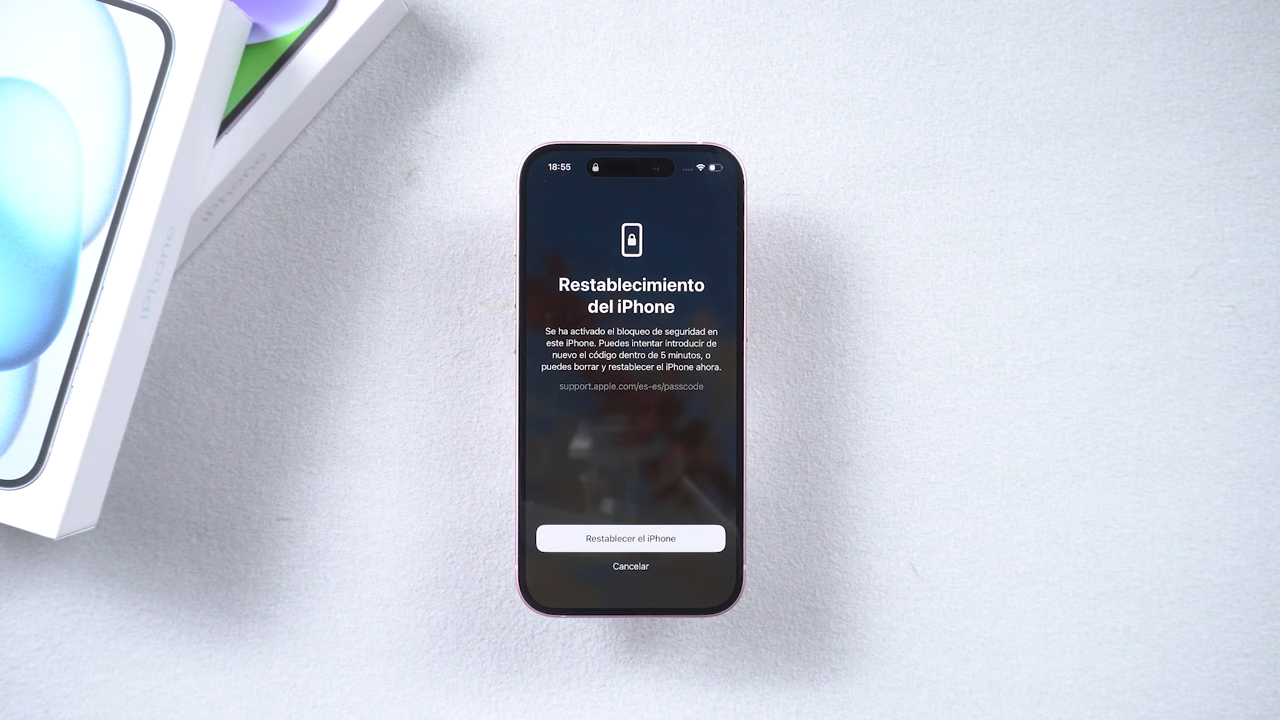 iPhone
iPhone
18:55
Restablecimiento
del iPhone
Se ha activado el bloqueo de seguridad en
este iPhone. Puedes intentar introducir de
nuevo el código dentro de 5 minutos, o
puedes borrar y restablecer el iPhone ahora.
support.apple.com/es-es/passcode
Restablecer el iPhone
Cancelar